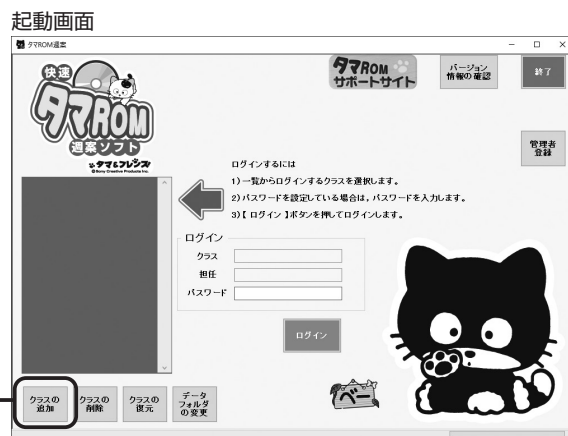 起動画面
タマROM週案
快速
タマROM
週案ソフト
タマ&フレンズ
©Sony Creative Products Inc.
タマROM
サポートサイト
バージョン
情報の確認
終了
管理者
登録
ログインするには
1)一覧からログインするクラスを選択します。
2)パスワードを設定している場合は,パスワードを入力します。
3)【 ログイン 】ボタンを押してログインします。
ログイン
クラス
担任
パスワード
ログイン
べー
クラスの
追加
クラスの
削除
クラスの
復元
データ
フォルダ
の変更